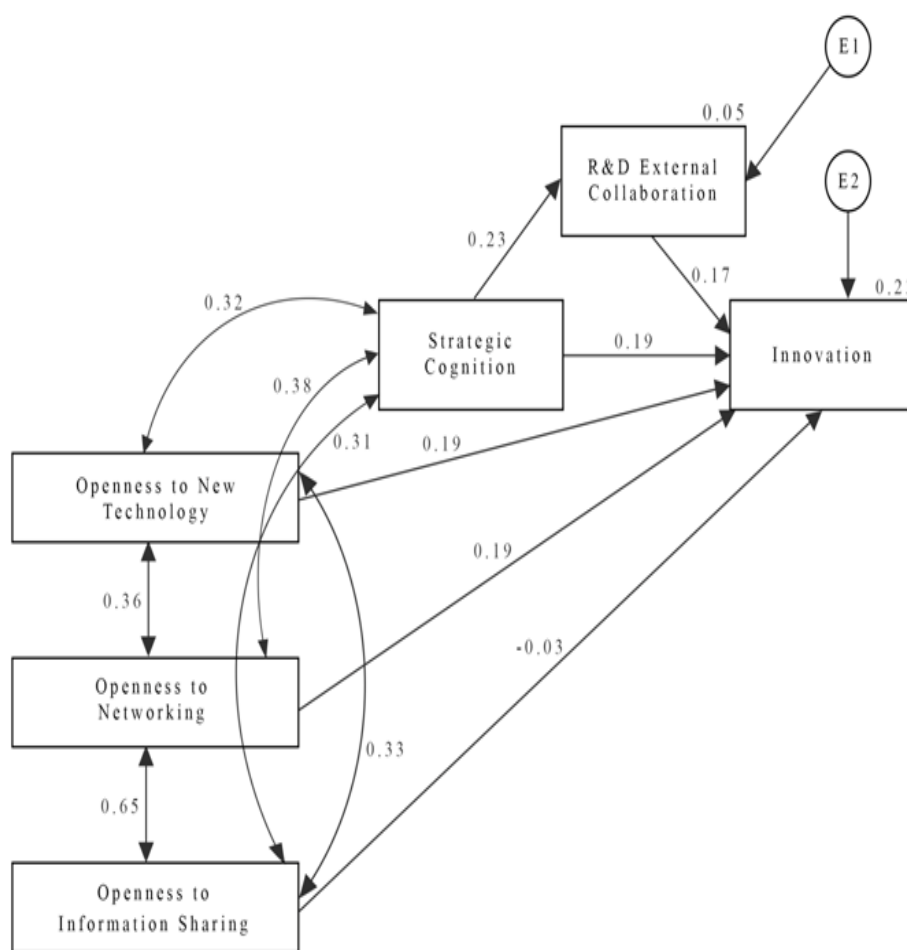 E1
0.05
R&D External
Collaboration
E2
0.23
0.17
0.32
Strategic
Cognition
0.19
Innovation
0.38
0.31
0.19
Openness to New
Technology
0.19
0.36
-0.03
Openness to
Networking
0.33
0.65
Openness to
Information Sharing